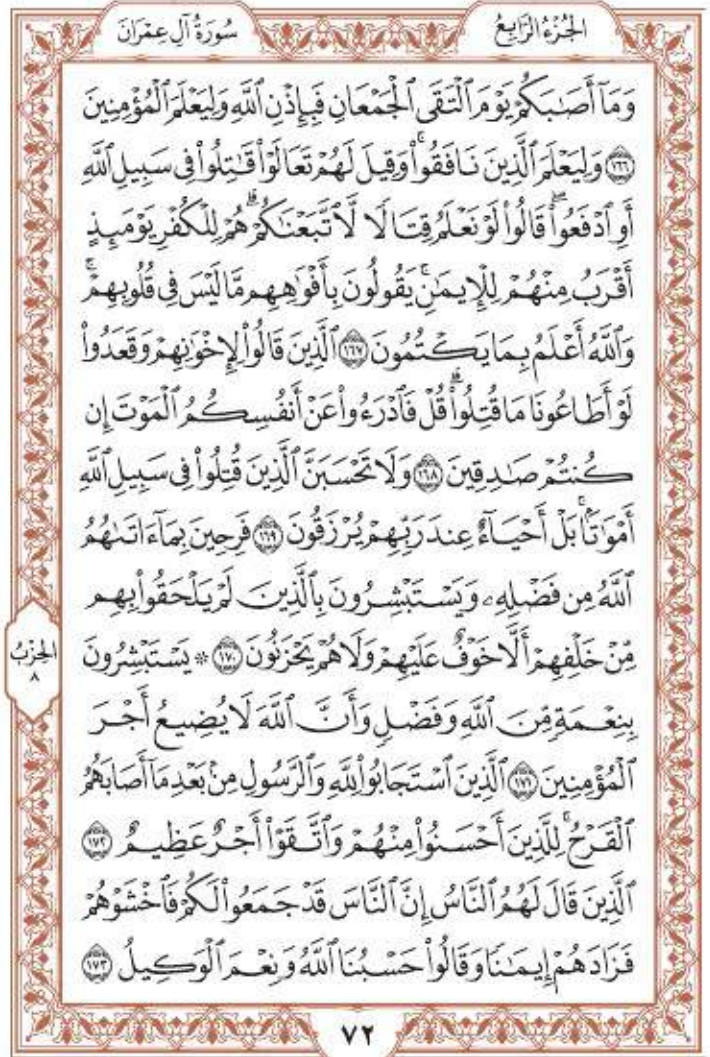 الجُزْءُ الرَّابِعُ
سُورَةُ آلِ عِمْرَانَ
وَمَآ أَصَٰبَكُمْ يَوْمَ ٱلْتَقَى ٱلْجَمْعَانِ فَبِإِذْنِ ٱللَّهِ وَلِيَعْلَمَ ٱلْمُؤْمِنِينَ
١٦٦ وَلِيَعْلَمَ ٱلَّذِينَ نَافَقُوا۟ۚ وَقِيلَ لَهُمْ تَعَالَوْا۟ قَٰتِلُوا۟ فِى سَبِيلِ ٱللَّهِ
أَوِ ٱدْفَعُوا۟ۖ قَالُوا۟ لَوْ نَعْلَمُ قِتَالًا لَّٱتَّبَعْنَٰكُمْۗ هُمْ لِلْكُفْرِ يَوْمَئِذٍ
أَقْرَبُ مِنْهُمْ لِلْإِيمَٰنِۚ يَقُولُونَ بِأَفْوَٰهِهِم مَّا لَيْسَ فِى قُلُوبِهِمْۚ
وَٱللَّهُ أَعْلَمُ بِمَا يَكْتُمُونَ ١٦٧ ٱلَّذِينَ قَالُوا۟ لِإِخْوَٰنِهِمْ وَقَعَدُوا۟
لَوْ أَطَاعُونَا مَا قُتِلُوا۟ۗ قُلْ فَٱدْرَءُوا۟ عَنْ أَنفُسِكُمُ ٱلْمَوْتَ إِن
كُنتُمْ صَٰدِقِينَ ١٦٨ وَلَا تَحْسَبَنَّ ٱلَّذِينَ قُتِلُوا۟ فِى سَبِيلِ ٱللَّهِ
أَمْوَٰتًۢاۚ بَلْ أَحْيَآءٌ عِندَ رَبِّهِمْ يُرْزَقُونَ ١٦٩ فَرِحِينَ بِمَآ ءَاتَىٰهُمُ
ٱللَّهُ مِن فَضْلِهِۦ وَيَسْتَبْشِرُونَ بِٱلَّذِينَ لَمْ يَلْحَقُوا۟ بِهِم
مِّنْ خَلْفِهِمْ أَلَّا خَوْفٌ عَلَيْهِمْ وَلَا هُمْ يَحْزَنُونَ ١٧٠ ۞ يَسْتَبْشِرُونَ
بِنِعْمَةٍ مِّنَ ٱللَّهِ وَفَضْلٍ وَأَنَّ ٱللَّهَ لَا يُضِيعُ أَجْرَ
ٱلْمُؤْمِنِينَ ١٧١ ٱلَّذِينَ ٱسْتَجَابُوا۟ لِلَّهِ وَٱلرَّسُولِ مِنۢ بَعْدِ مَآ أَصَابَهُمُ
ٱلْقَرْحُۚ لِلَّذِينَ أَحْسَنُوا۟ مِنْهُمْ وَٱتَّقَوْا۟ أَجْرٌ عَظِيمٌ ١٧٢
ٱلَّذِينَ قَالَ لَهُمُ ٱلنَّاسُ إِنَّ ٱلنَّاسَ قَدْ جَمَعُوا۟ لَكُمْ فَٱخْشَوْهُمْ
فَزَادَهُمْ إِيمَٰنًا وَقَالُوا۟ حَسْبُنَا ٱللَّهُ وَنِعْمَ ٱلْوَكِيلُ ١٧٣
الحِزْبُ
٨
٧٢